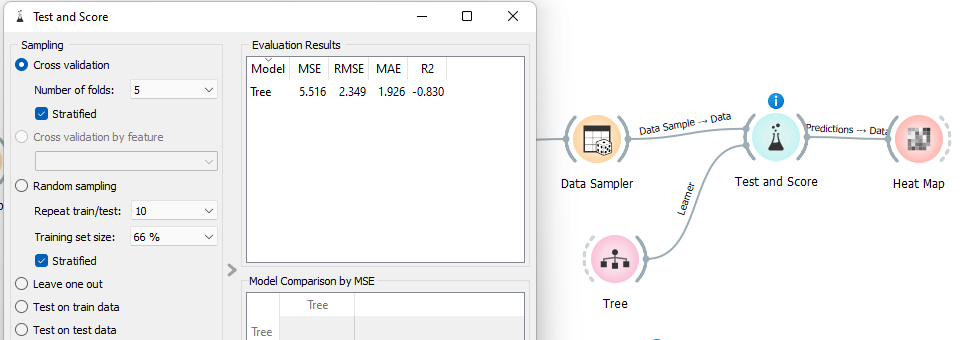 Test and Score
Sampling
Cross validation
Number of folds: 5
Stratified
Cross validation by feature
Random sampling
Repeat train/test: 10
Training set size: 66 %
Stratified
Leave one out
Test on train data
Test on test data
Evaluation Results
Model MSE RMSE MAE R2
Tree 5.516 2.349 1.926 -0.830
Model Comparison by MSE
Tree
Tree
Data Sampler
Data Sample → Data
Test and Score
Predictions → Data
Heat Map
Learner
Tree